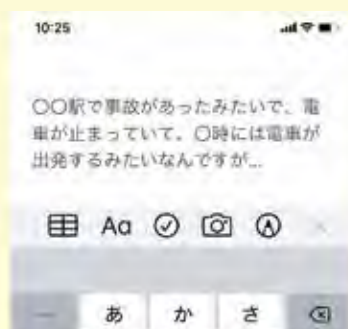 10:25
〇〇駅で事故があったみたいで、電
車が止まっていて、〇時には電車が
出発するみたいなんですが...
Aa
あ か さ